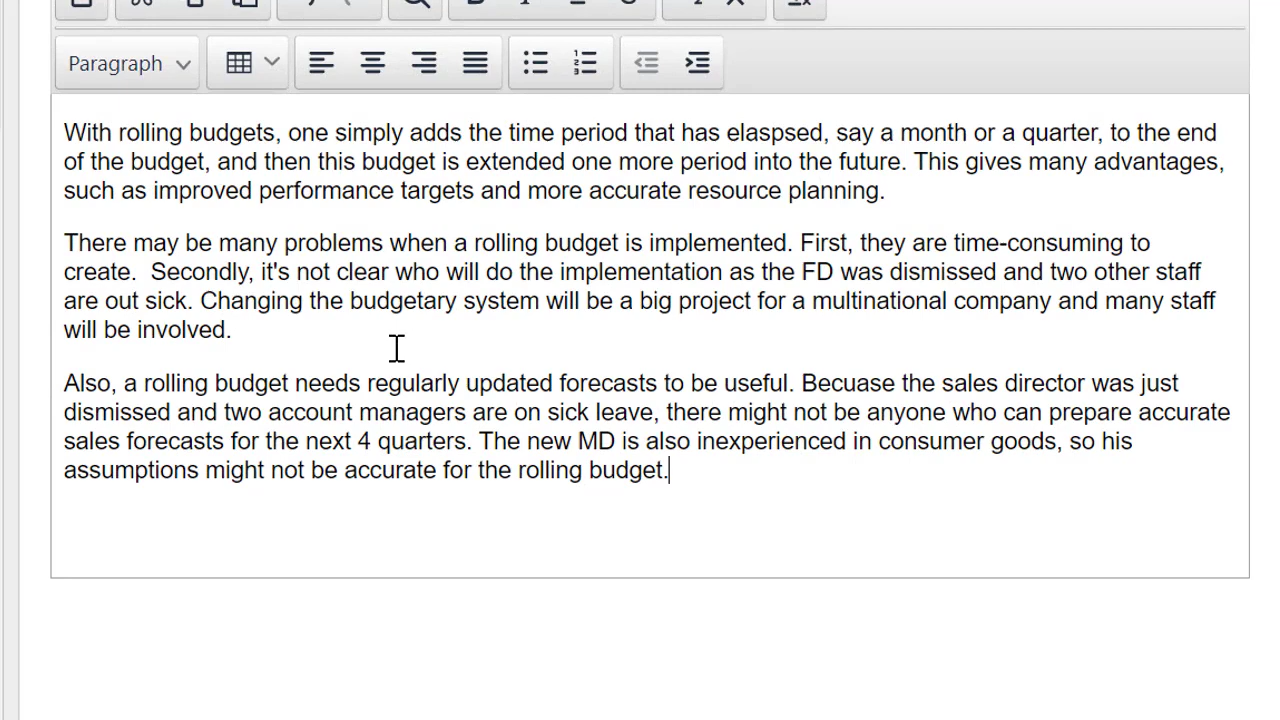 Paragraph
With rolling budgets, one simply adds the time period that has elaspsed, say a month or a quarter, to the end
of the budget, and then this budget is extended one more period into the future. This gives many advantages,
such as improved performance targets and more accurate resource planning.
There may be many problems when a rolling budget is implemented. First, they are time-consuming to
create.  Secondly, it's not clear who will do the implementation as the FD was dismissed and two other staff
are out sick. Changing the budgetary system will be a big project for a multinational company and many staff
will be involved.
Also, a rolling budget needs regularly updated forecasts to be useful. Becuase the sales director was just
dismissed and two account managers are on sick leave, there might not be anyone who can prepare accurate
sales forecasts for the next 4 quarters. The new MD is also inexperienced in consumer goods, so his
assumptions might not be accurate for the rolling budget.